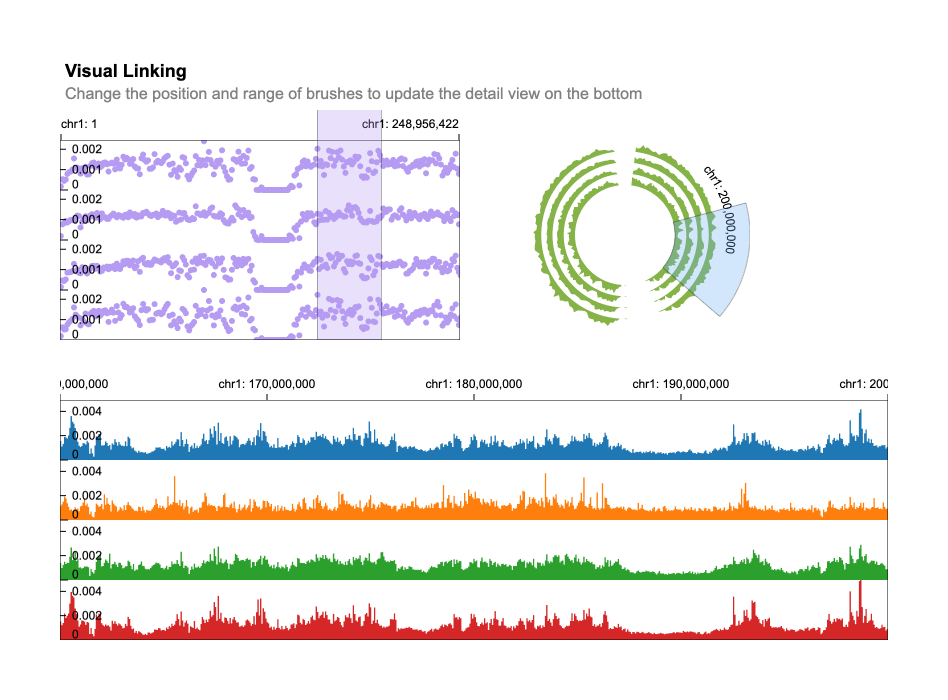 Visual Linking
Change the position and range of brushes to update the detail view on the bottom
chr1: 1
chr1: 248,956,422
0.002
0.001
0
0.002
0.001
0
0.002
0.001
0
0.002
0.001
0
chr1: 200,000,000
0,000,000
chr1: 170,000,000
chr1: 180,000,000
chr1: 190,000,000
chr1: 200
0.004
0.002
0
0.004
0.002
0
0.004
0.002
0
0.004
0.002
0